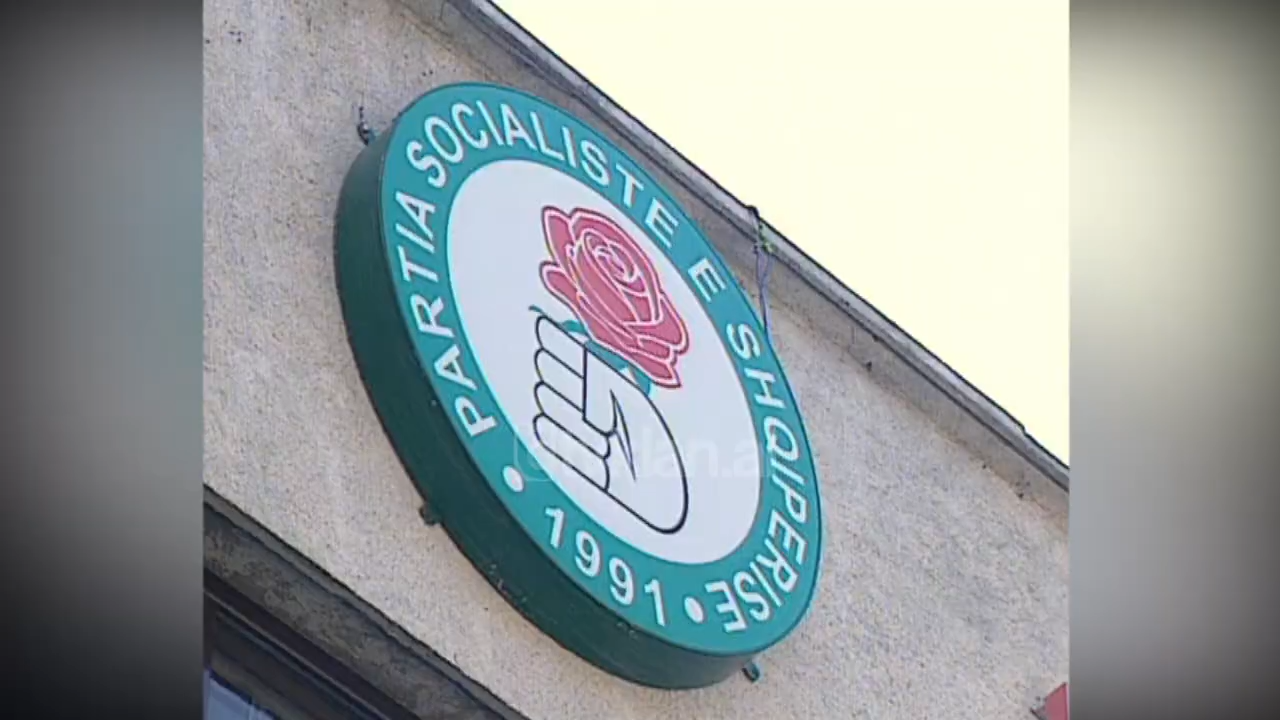 PARTIA SOCIALISTE E SHQIPERISE
• 1991 •